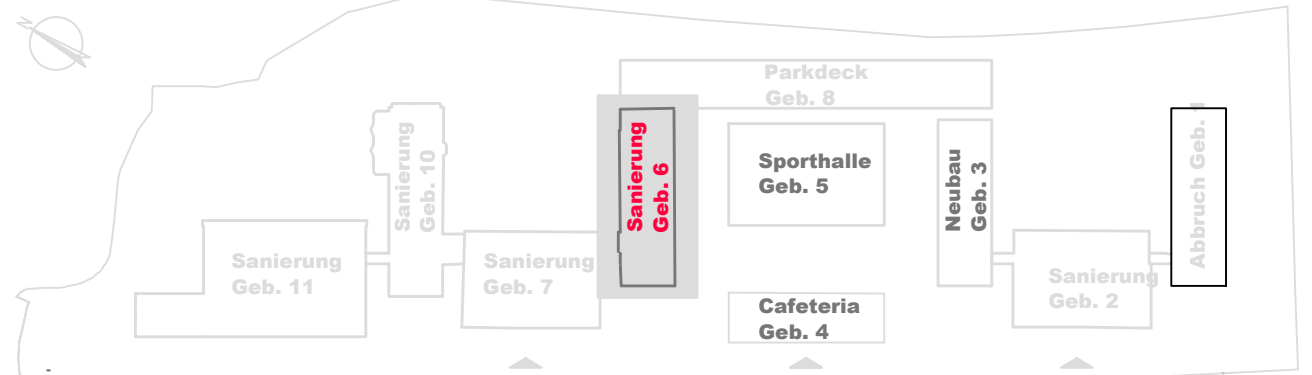 Parkdeck
Geb. 8
Sanierung
Geb. 10
Sanierung
Geb. 6
Sporthalle
Geb. 5
Neubau
Geb. 3
Abbruch Geb. 1
Sanierung
Geb. 11
Sanierung
Geb. 7
Sanierung
Geb. 2
Cafeteria
Geb. 4